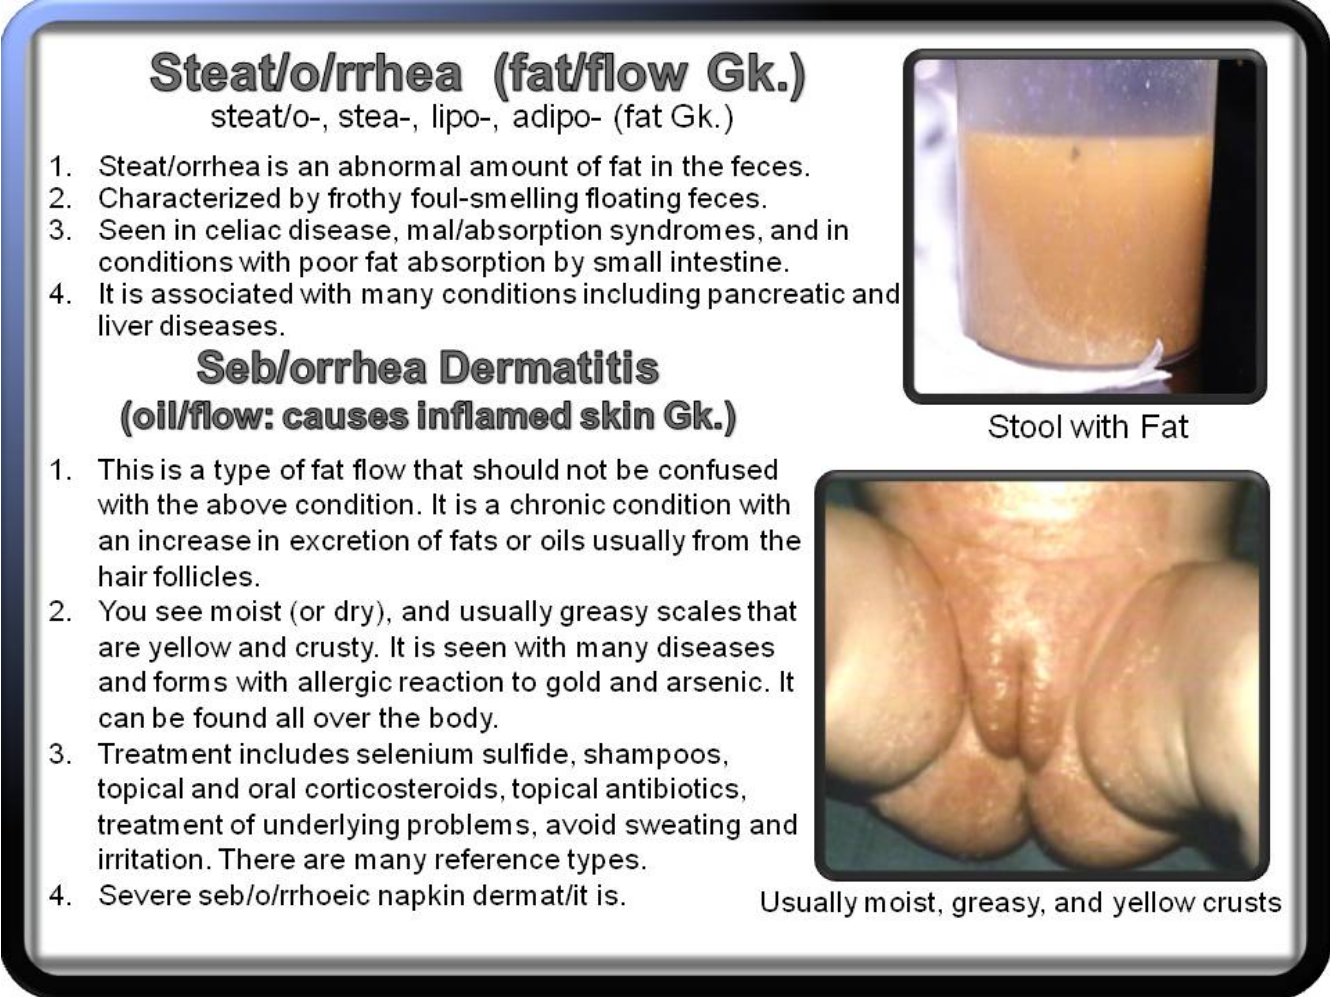 Steat/o/rrhea (fat/flow Gk.)
steat/o-, stea-, lipo-, adipo- (fat Gk.)
1. Steat/orrhea is an abnormal amount of fat in the feces.
2. Characterized by frothy foul-smelling floating feces.
3. Seen in celiac disease, mal/absorption syndromes, and in
conditions with poor fat absorption by small intestine.
4. It is associated with many conditions including pancreatic and
liver diseases.
Stool with Fat
Seb/orrhea Dermatitis
(oil/flow: causes inflamed skin Gk.)
1. This is a type of fat flow that should not be confused
with the above condition. It is a chronic condition with
an increase in excretion of fats or oils usually from the
hair follicles.
2. You see moist (or dry), and usually greasy scales that
are yellow and crusty. It is seen with many diseases
and forms with allergic reaction to gold and arsenic. It
can be found all over the body.
3. Treatment includes selenium sulfide, shampoos,
topical and oral corticosteroids, topical antibiotics,
treatment of underlying problems, avoid sweating and
irritation. There are many reference types.
4. Severe seb/o/rrhoeic napkin dermat/it is.
Usually moist, greasy, and yellow crusts